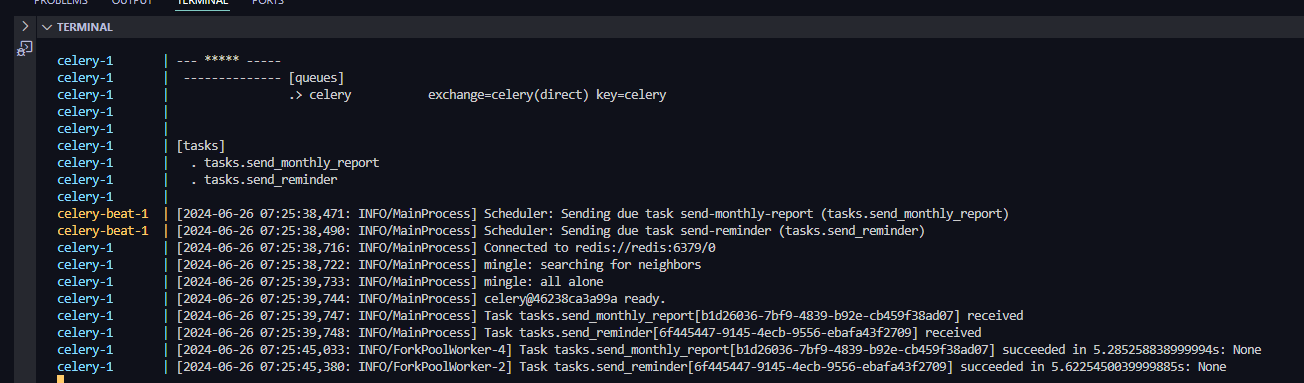 PROBLEMS OUTPUT TERMINAL PORTS
TERMINAL
celery-1 | --- ***** -----
celery-1 | -------------- [queues]
celery-1 | .> celery exchange=celery(direct) key=celery
celery-1 |
celery-1 |
celery-1 | [tasks]
celery-1 | . tasks.send_monthly_report
celery-1 | . tasks.send_reminder
celery-1 |
celery-beat-1 | [2024-06-26 07:25:38,471: INFO/MainProcess] Scheduler: Sending due task send-monthly-report (tasks.send_monthly_report)
celery-beat-1 | [2024-06-26 07:25:38,490: INFO/MainProcess] Scheduler: Sending due task send-reminder (tasks.send_reminder)
celery-1 | [2024-06-26 07:25:38,716: INFO/MainProcess] Connected to redis://redis:6379/0
celery-1 | [2024-06-26 07:25:38,722: INFO/MainProcess] mingle: searching for neighbors
celery-1 | [2024-06-26 07:25:39,733: INFO/MainProcess] mingle: all alone
celery-1 | [2024-06-26 07:25:39,744: INFO/MainProcess] celery@46238ca3a99a ready.
celery-1 | [2024-06-26 07:25:39,747: INFO/MainProcess] Task tasks.send_monthly_report[b1d26036-7bf9-4839-b92e-cb459f38ad07] received
celery-1 | [2024-06-26 07:25:39,748: INFO/MainProcess] Task tasks.send_reminder[6f445447-9145-4ecb-9556-ebafa43f2709] received
celery-1 | [2024-06-26 07:25:45,033: INFO/ForkPoolWorker-4] Task tasks.send_monthly_report[b1d26036-7bf9-4839-b92e-cb459f38ad07] succeeded in 5.285258838999994s: None
celery-1 | [2024-06-26 07:25:45,380: INFO/ForkPoolWorker-2] Task tasks.send_reminder[6f445447-9145-4ecb-9556-ebafa43f2709] succeeded in 5.6225450039999885s: None